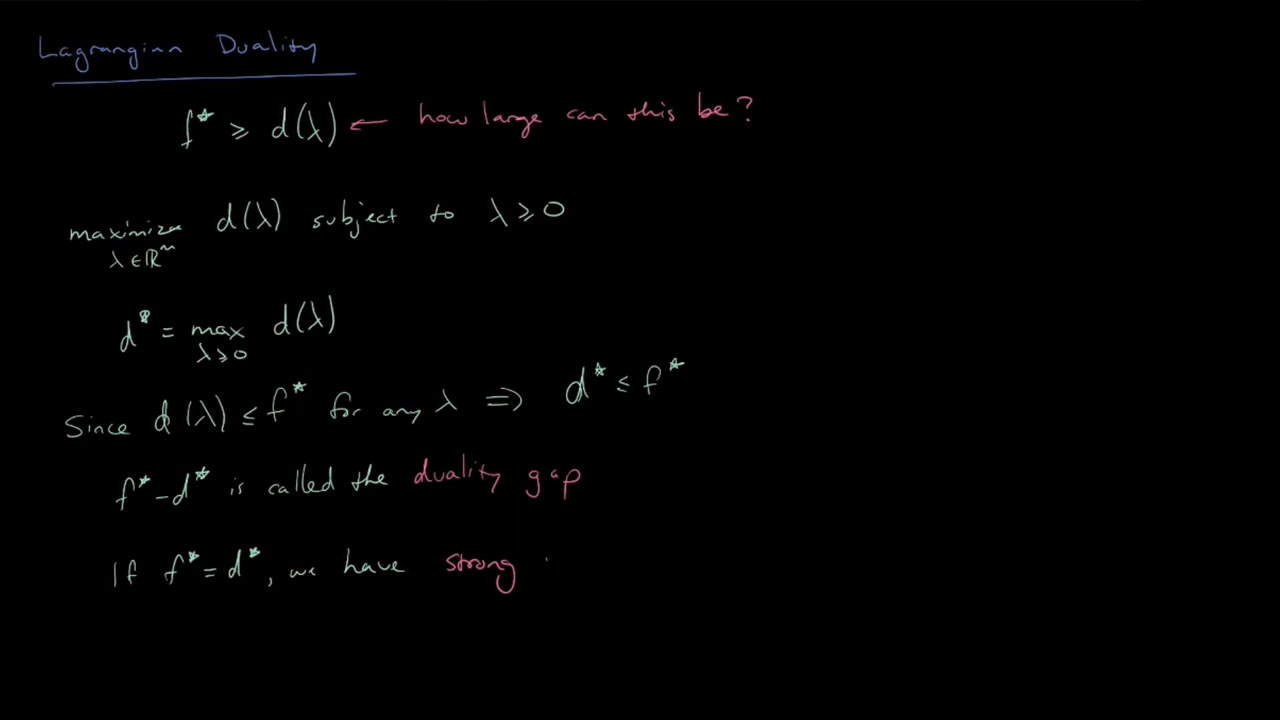 Lagrangian Duality
f* ≥ d(λ) ← how large can this be?
maximize d(λ) subject to λ ≥ 0
λ∈ℝᵐ
d* = max d(λ)
λ≥0
Since d(λ) ≤ f* for any λ ⇒ d* ≤ f*
f* - d* is called the duality gap
If f* = d*, we have strong